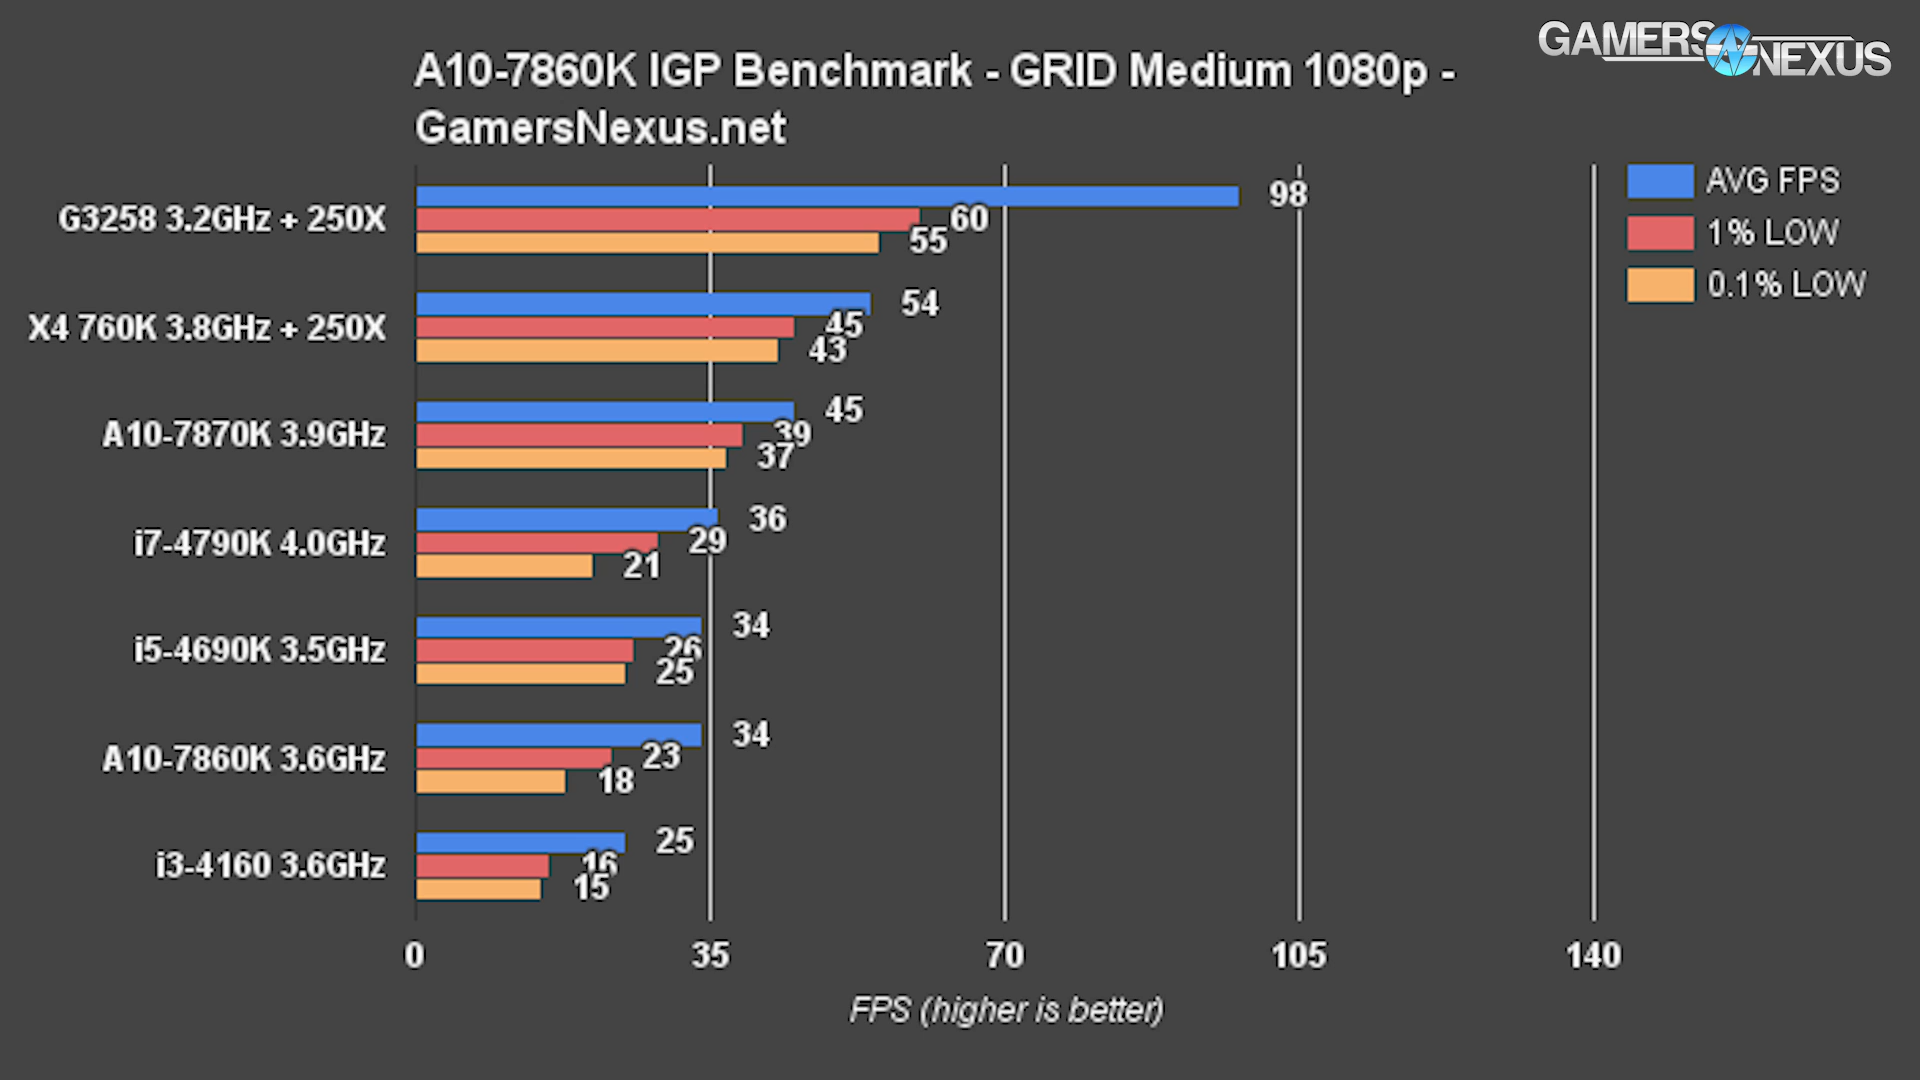 GAMERS NEXUS
A10-7860K IGP Benchmark - GRID Medium 1080p -
GamersNexus.net
AVG FPS
1% LOW
0.1% LOW
G3258 3.2GHz + 250X
98
60
55
X4 760K 3.8GHz + 250X
54
45
43
A10-7870K 3.9GHz
45
39
37
i7-4790K 4.0GHz
36
29
21
i5-4690K 3.5GHz
34
26
25
A10-7860K 3.6GHz
34
23
18
i3-4160 3.6GHz
25
16
15
0 35 70 105 140
FPS (higher is better)